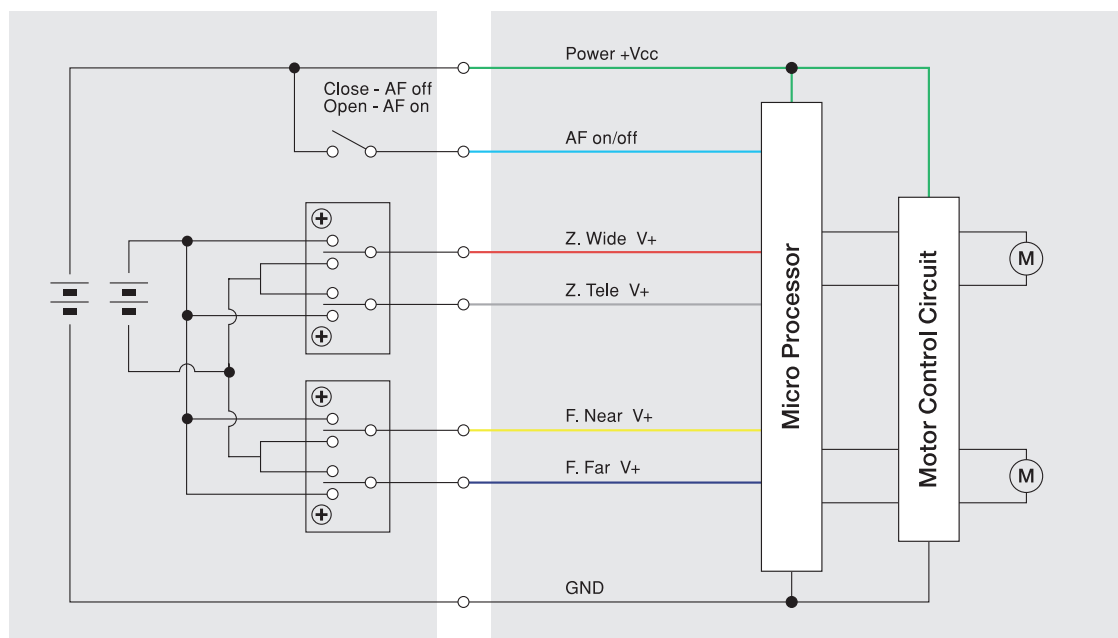 Power +Vcc
Close - AF off
Open - AF on
AF on/off
Z. Wide V+
Z. Tele V+
F. Near V+
F. Far V+
GND
Micro Processor
Motor Control Circuit
M
M